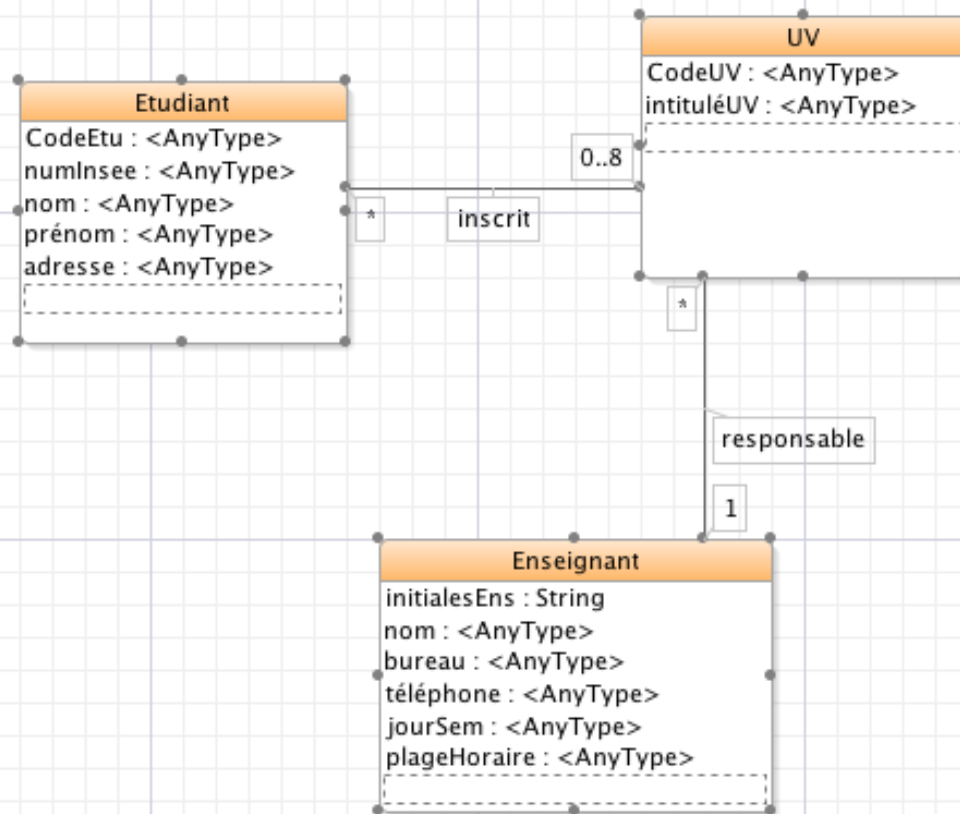 UV
CodeUV : <AnyType>
intituléUV : <AnyType>
Etudiant
CodeEtu : <AnyType>
numInsee : <AnyType>
nom : <AnyType>
prénom : <AnyType>
adresse : <AnyType>
0..8
*
inscrit
*
responsable
1
Enseignant
initialesEns : String
nom : <AnyType>
bureau : <AnyType>
téléphone : <AnyType>
jourSem : <AnyType>
plageHoraire : <AnyType>